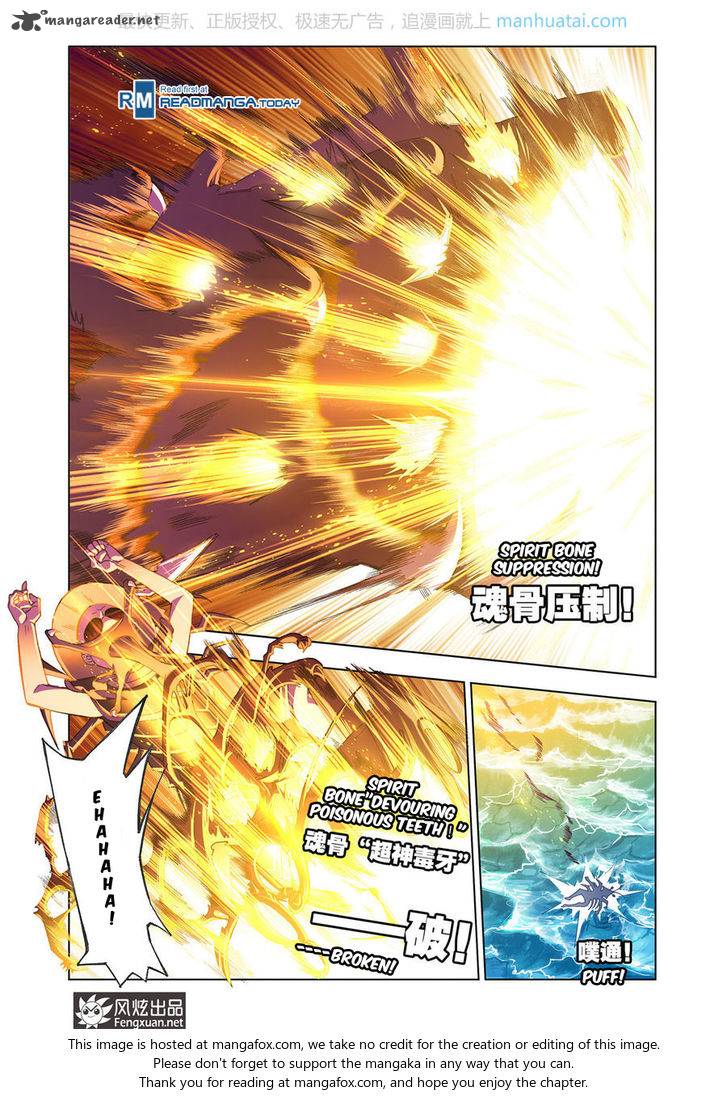 mangareader.net
最快更新、正版授权、极速无广告，追漫画就上 manhuatai.com
RM Read first at
READMANGA.TODAY
SPIRIT BONE
SUPPRESSION!
魂骨压制!
SPIRIT
BONE"DEVOURING
POISONOUS TEETH!"
魂骨 “超神毒牙”
EHAHAHA!
——破!
----BROKEN!
噗通!
PUFF!
风炫出品
Fengxuan.net
This image is hosted at mangafox.com, we take no credit for the creation or editing of this image.
Please don't forget to support the mangaka in any way that you can.
Thank you for reading at mangafox.com, and hope you enjoy the chapter.